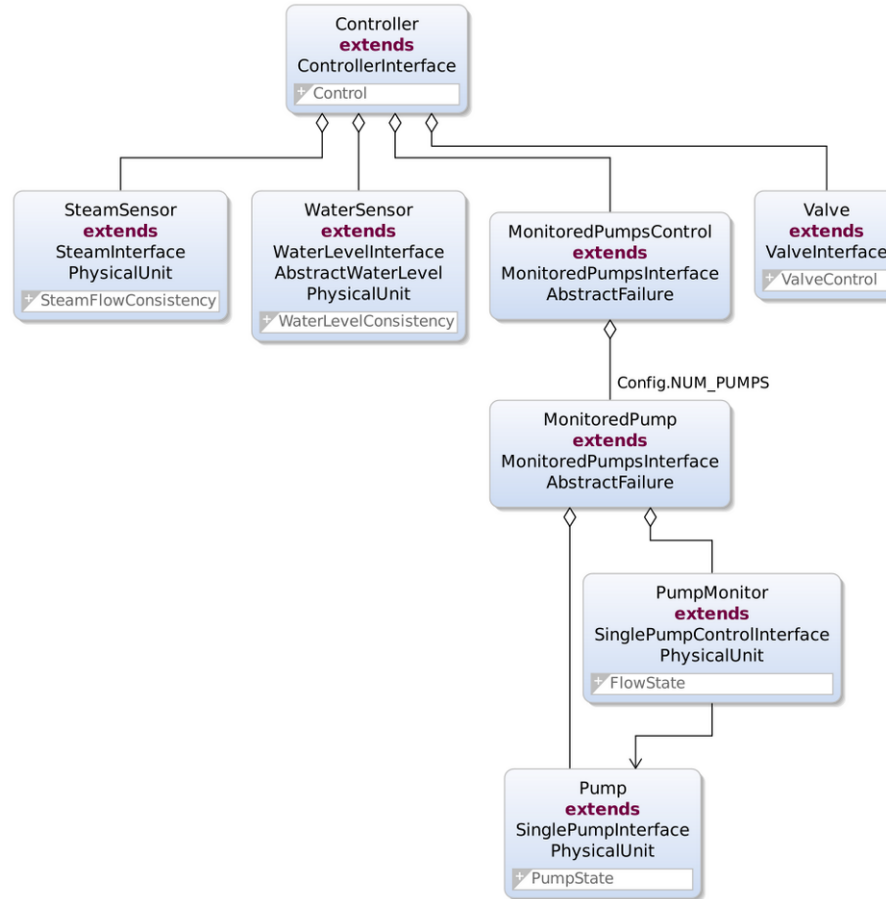 Controller
extends
ControllerInterface
+ Control
SteamSensor
extends
SteamInterface
PhysicalUnit
+ SteamFlowConsistency
WaterSensor
extends
WaterLevelInterface
AbstractWaterLevel
PhysicalUnit
+ WaterLevelConsistency
MonitoredPumpsControl
extends
MonitoredPumpsInterface
AbstractFailure
Valve
extends
ValveInterface
+ ValveControl
Config.NUM_PUMPS
MonitoredPump
extends
MonitoredPumpsInterface
AbstractFailure
PumpMonitor
extends
SinglePumpControlInterface
PhysicalUnit
+ FlowState
Pump
extends
SinglePumpInterface
PhysicalUnit
+ PumpState